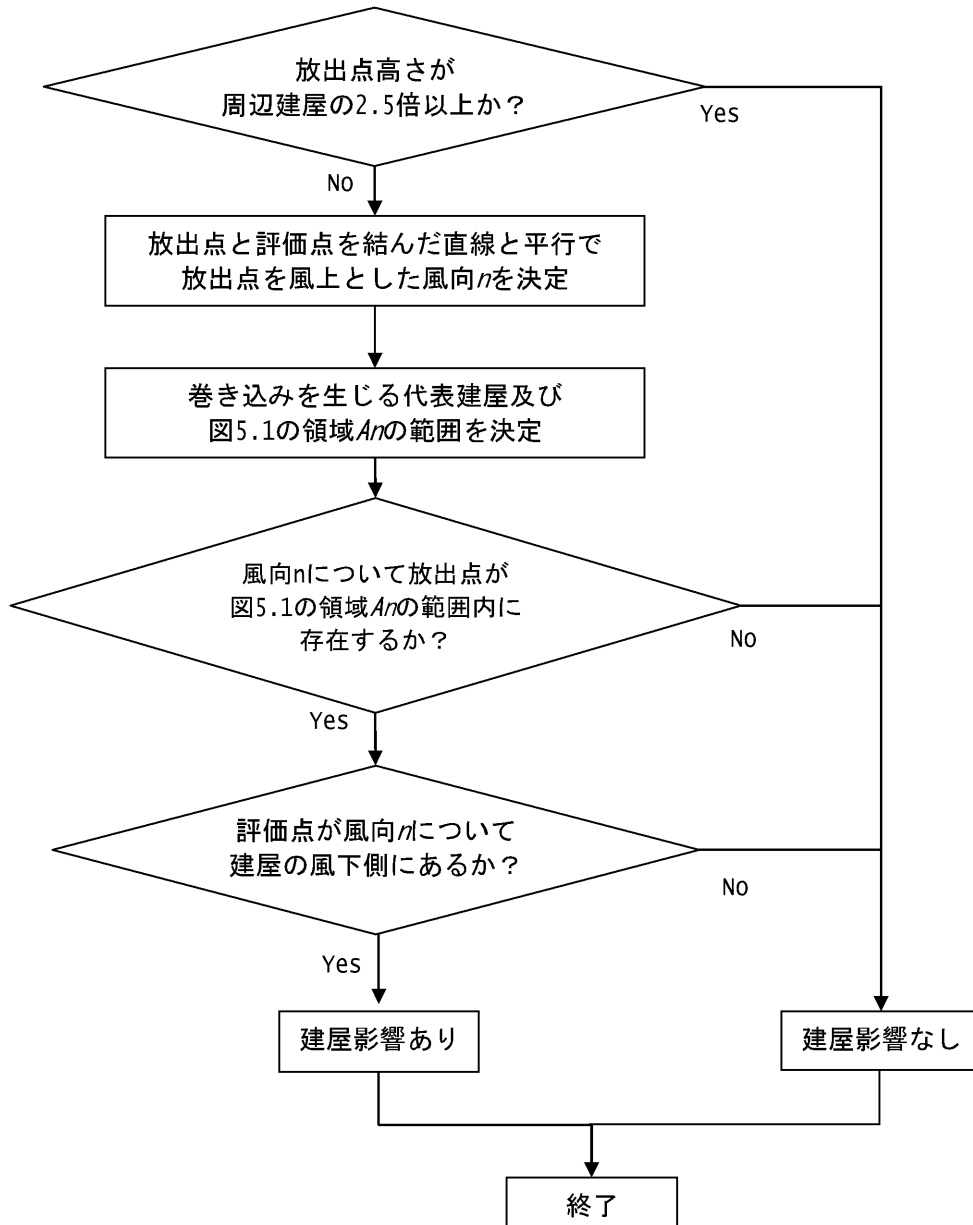 放出点高さが
周辺建屋の2.5倍以上か？
Yes
No
放出点と評価点を結んだ直線と平行で
放出点を風上とした風向nを決定
巻き込みを生じる代表建屋及び
図5.1の領域Anの範囲を決定
風向nについて放出点が
図5.1の領域Anの範囲内に
存在するか？
No
Yes
評価点が風向nについて
建屋の風下側にあるか？
No
Yes
建屋影響あり
建屋影響なし
終了